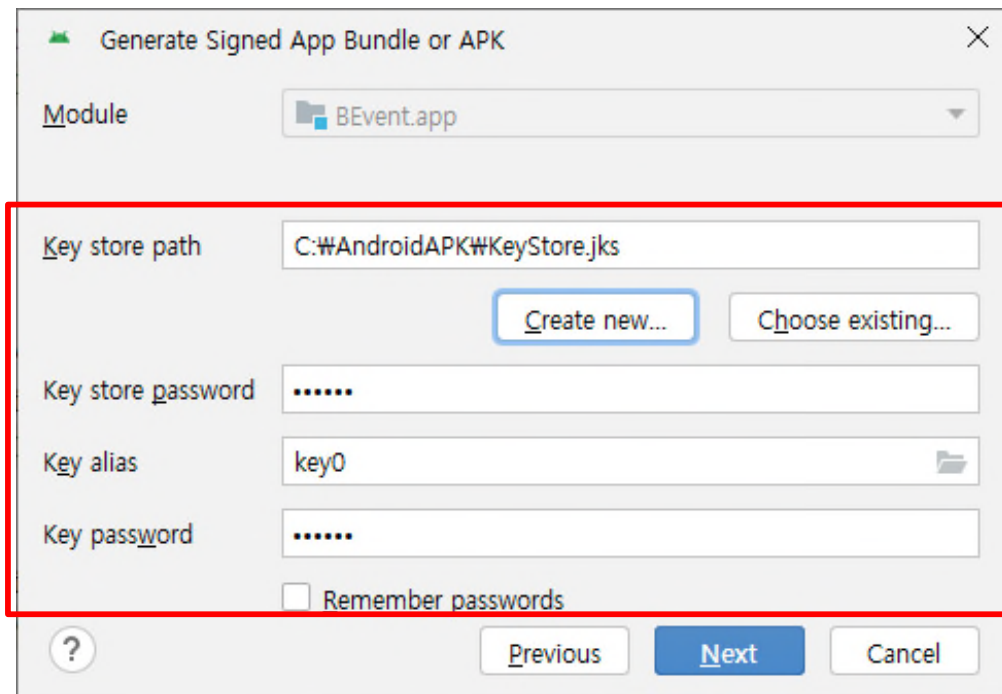 Generate Signed App Bundle or APK
Module
BEvent.app
Key store path
C:₩AndroidAPK₩KeyStore.jks
Create new...
Choose existing...
Key store password
••••••
Key alias
key0
Key password
••••••
Remember passwords
?
Previous
Next
Cancel